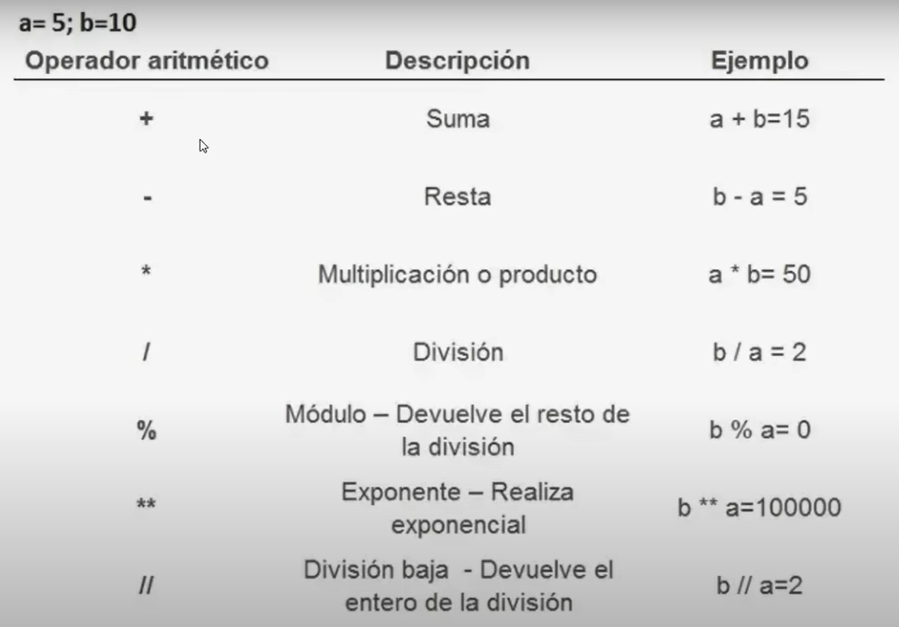 a= 5; b=10
Operador aritmético Descripción Ejemplo
+ Suma a + b=15
- Resta b - a = 5
* Multiplicación o producto a * b= 50
/ División b / a = 2
% Módulo – Devuelve el resto de la división b % a= 0
** Exponente – Realiza exponencial b ** a=100000
// División baja - Devuelve el entero de la división b // a=2